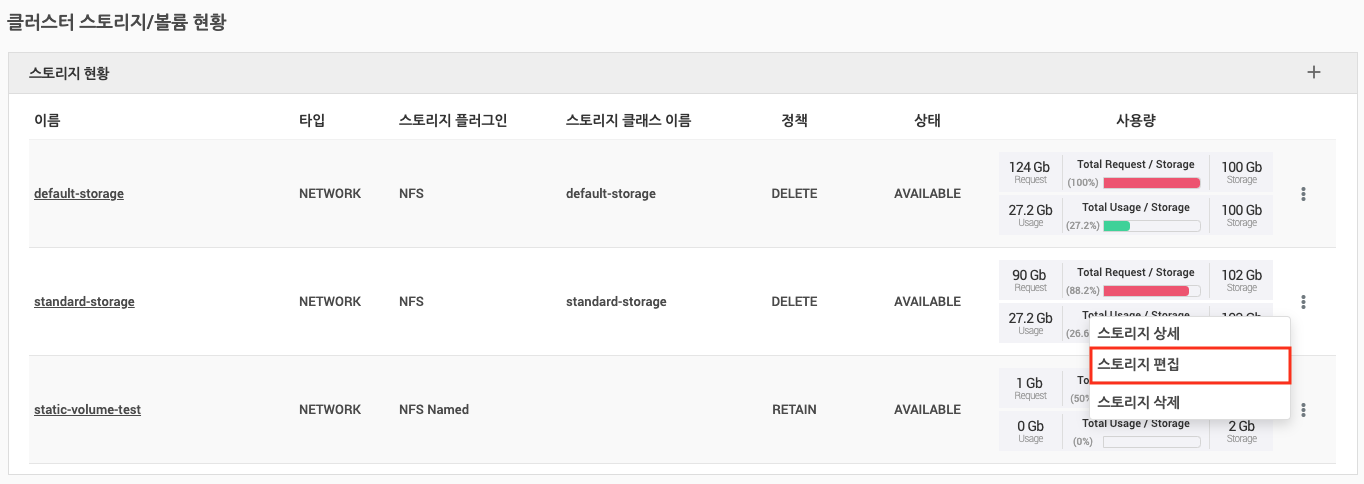 클러스터 스토리지/볼륨 현황
스토리지 현황
이름 타입 스토리지 플러그인 스토리지 클래스 이름 정책 상태 사용량
default-storage NETWORK NFS default-storage DELETE AVAILABLE
124 Gb Request Total Request / Storage (100%) 100 Gb Storage
27.2 Gb Usage Total Usage / Storage (27.2%) 100 Gb Storage
standard-storage NETWORK NFS standard-storage DELETE AVAILABLE
90 Gb Request Total Request / Storage (88.2%) 102 Gb Storage
27.2 Gb Usage Total Usage / Storage (26.6
스토리지 상세
스토리지 편집
스토리지 삭제
static-volume-test NETWORK NFS Named RETAIN AVAILABLE
1 Gb Request To (50%
0 Gb Usage Total Usage / Storage (0%) 2 Gb Storage